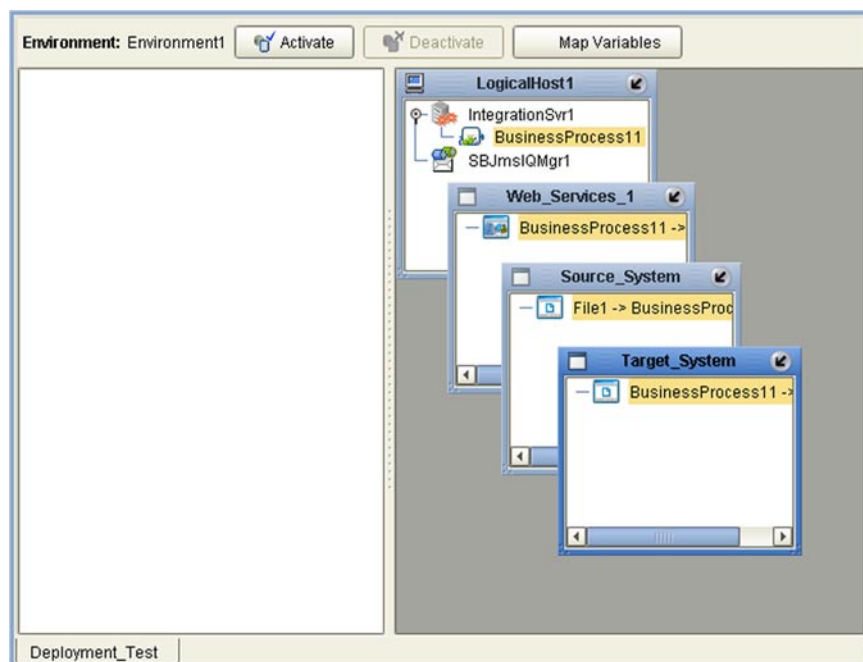 Environment: Environment1 Activate Deactivate Map Variables
LogicalHost1
IntegrationSvr1
BusinessProcess11
SBJmsIQMgr1
Web_Services_1
BusinessProcess11 ->
Source_System
File1 -> BusinessProc
Target_System
BusinessProcess11 ->
Deployment_Test